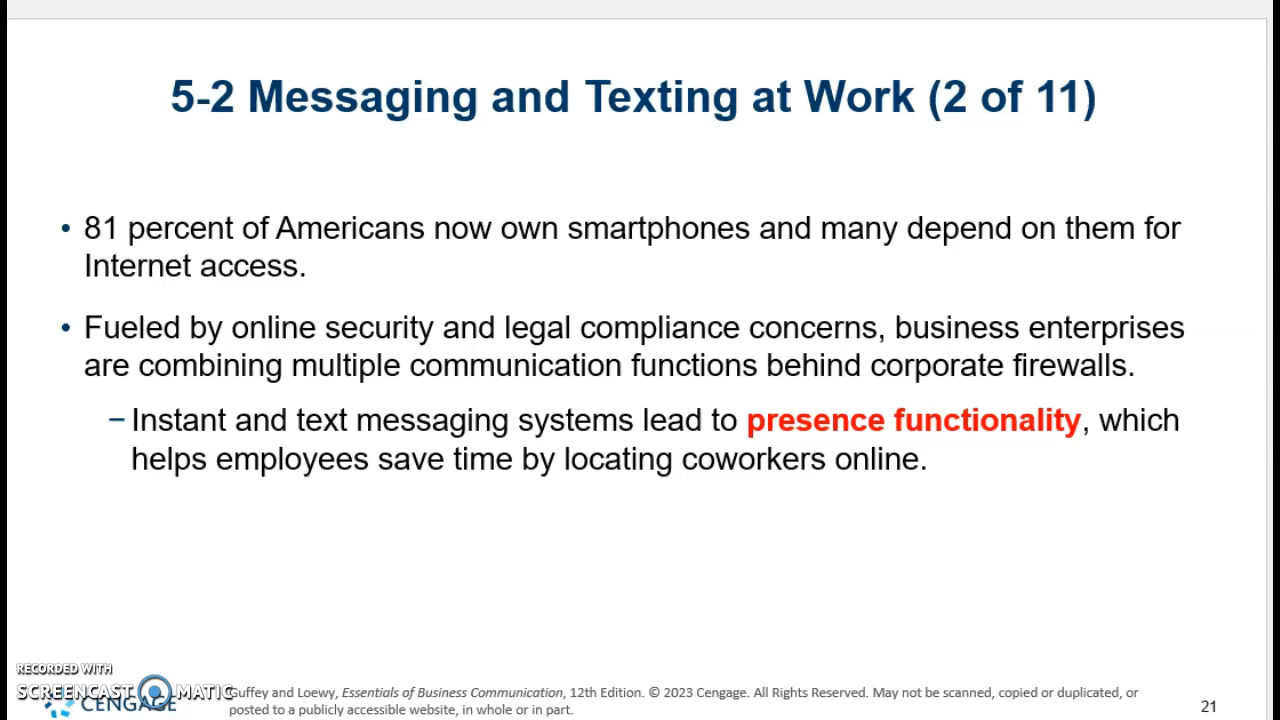 5-2 Messaging and Texting at Work (2 of 11)
• 81 percent of Americans now own smartphones and many depend on them for
Internet access.
• Fueled by online security and legal compliance concerns, business enterprises
are combining multiple communication functions behind corporate firewalls.
– Instant and text messaging systems lead to presence functionality, which
helps employees save time by locating coworkers online.
RECORDED WITH
SCREENCAST MATIC
CENGAGE
Guffey and Loewy, Essentials of Business Communication, 12th Edition. © 2023 Cengage. All Rights Reserved. May not be scanned, copied or duplicated, or
posted to a publicly accessible website, in whole or in part.
21